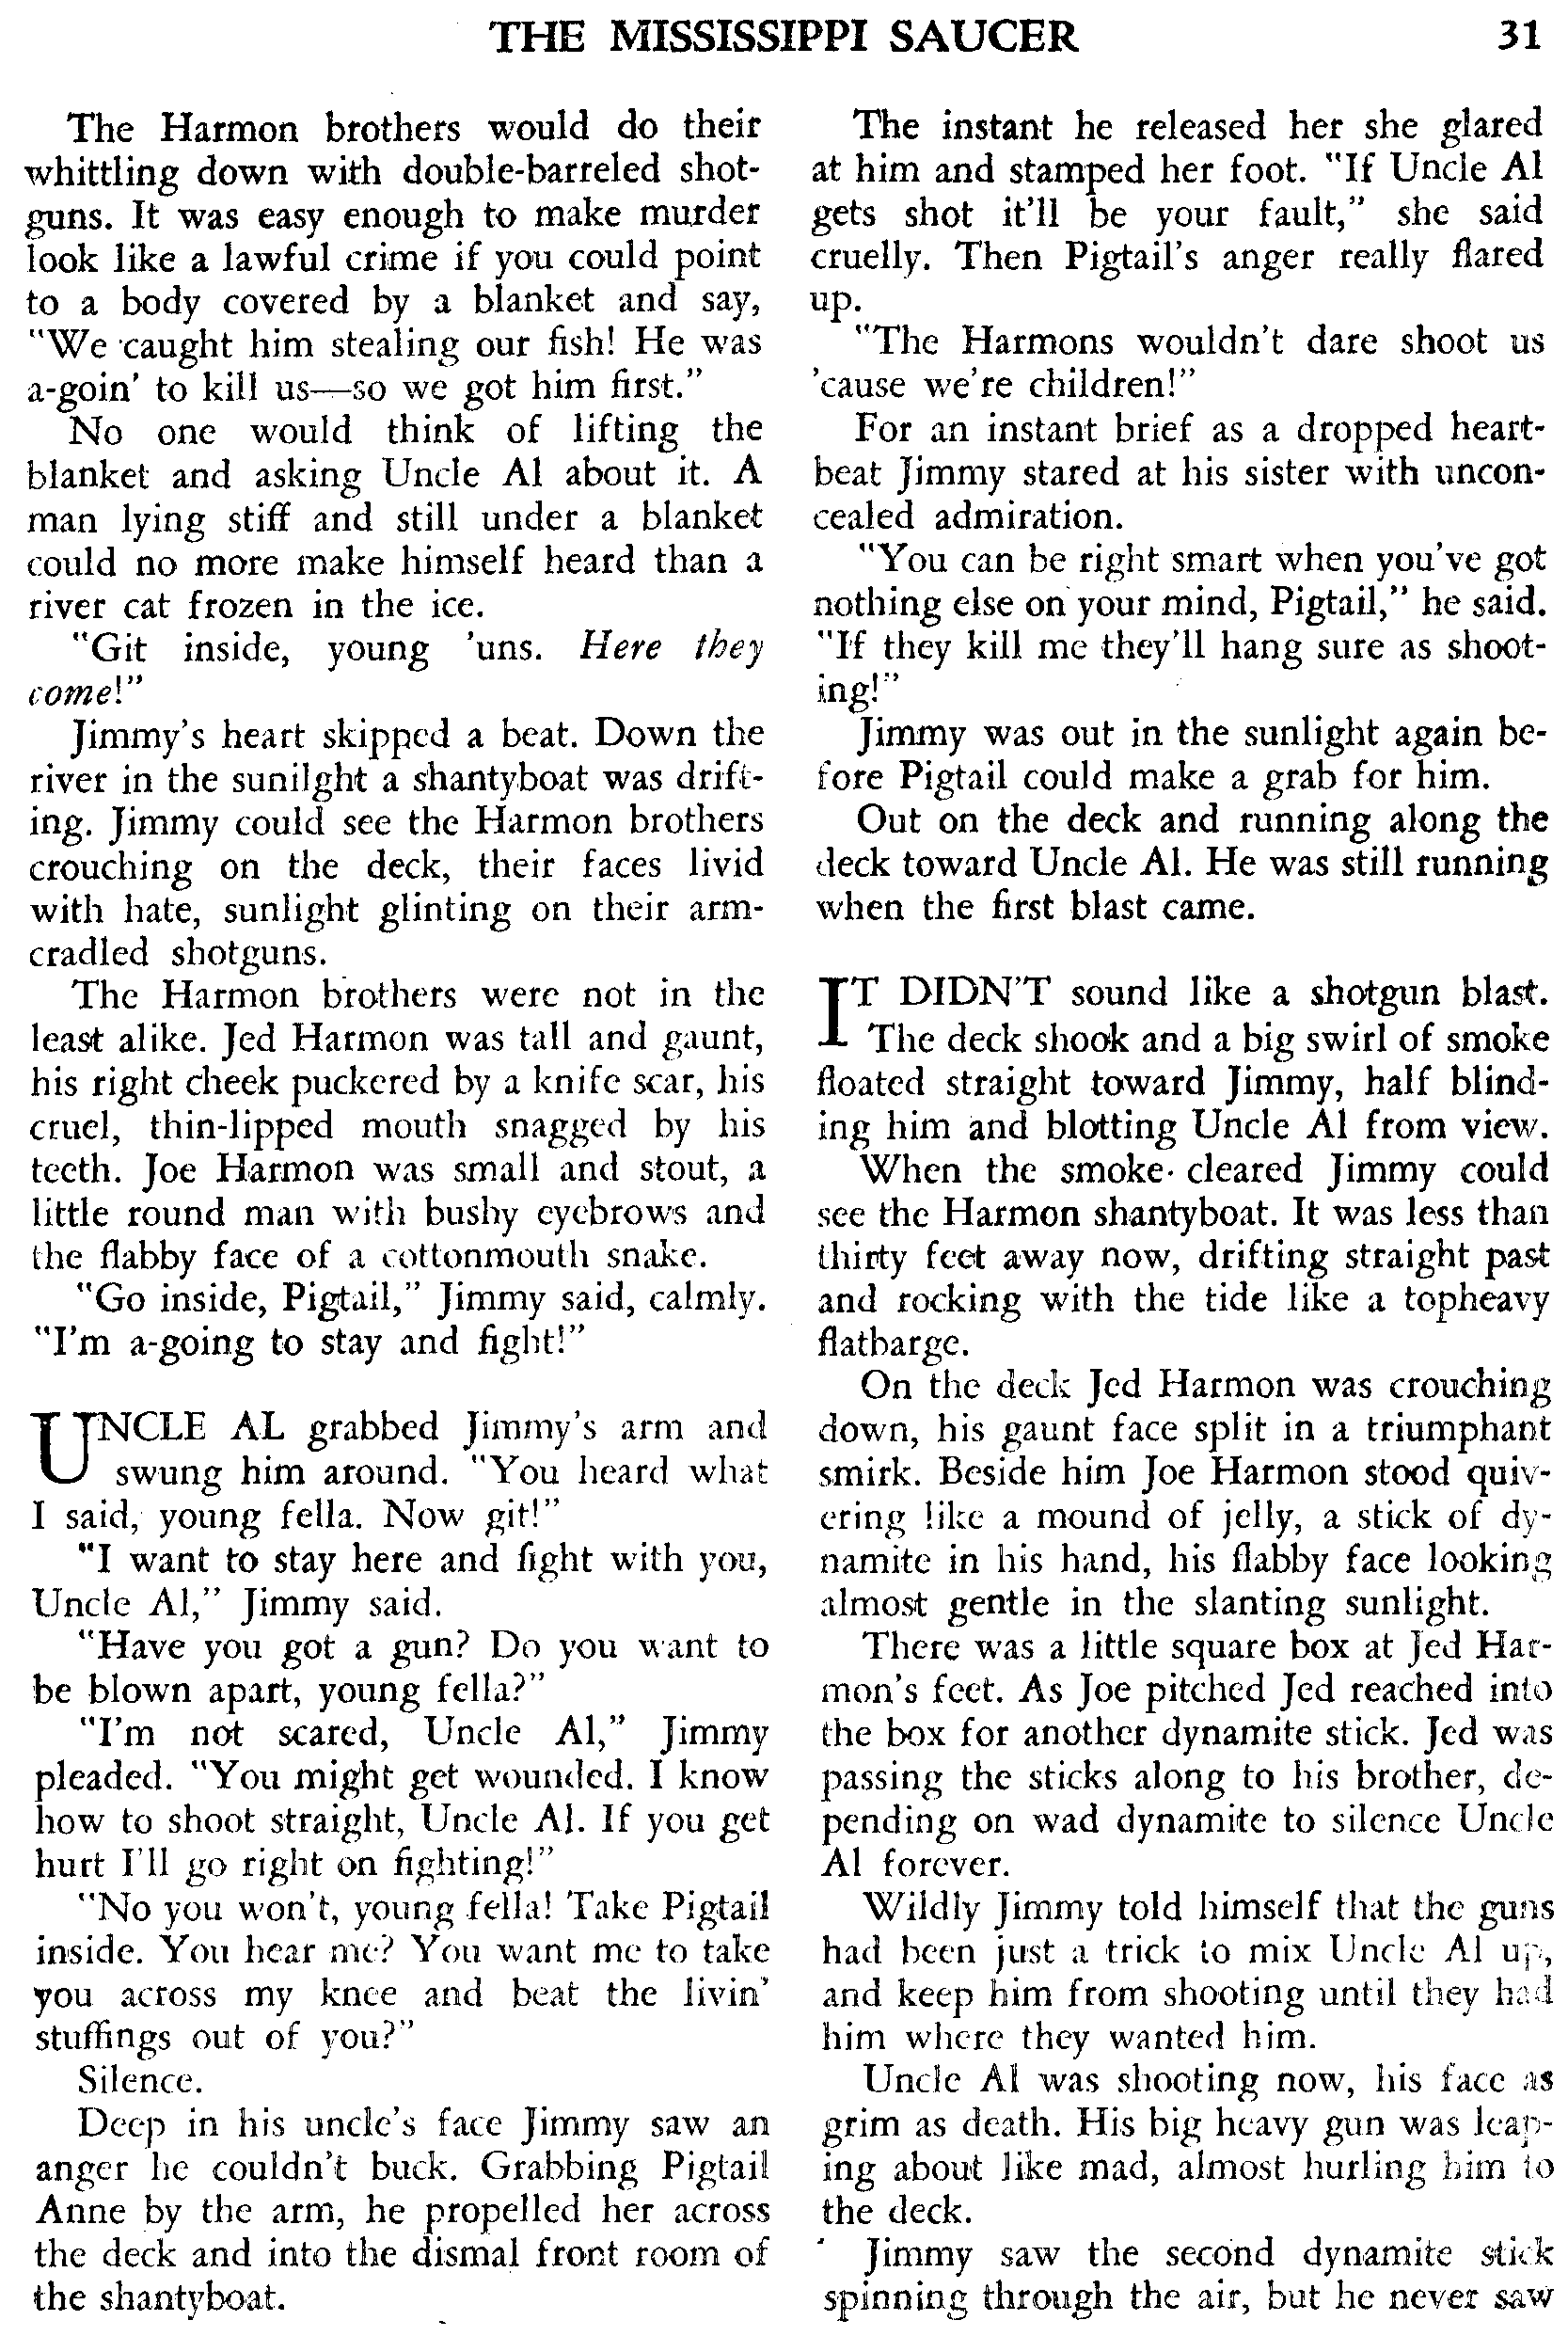 THE MISSISSIPPI SAUCER 31
The Harmon brothers would do their
whittling down with double-barreled shot-
guns. It was easy enough to make murder
look like a lawful crime if you could point
to a body covered by a blanket and say,
"We caught him stealing our fish! He was
a-goin' to kill us—so we got him first."
No one would think of lifting the
blanket and asking Uncle Al about it. A
man lying stiff and still under a blanket
could no more make himself heard than a
river cat frozen in the ice.
"Git inside, young 'uns. Here they
come!"
Jimmy's heart skipped a beat. Down the
river in the sunilght a shantyboat was drift-
ing. Jimmy could see the Harmon brothers
crouching on the deck, their faces livid
with hate, sunlight glinting on their arm-
cradled shotguns.
The Harmon brothers were not in the
least alike. Jed Harmon was tall and gaunt,
his right cheek puckered by a knife scar, his
cruel, thin-lipped mouth snagged by his
teeth. Joe Harmon was small and stout, a
little round man with bushy eyebrows and
the flabby face of a cottonmouth snake.
"Go inside, Pigtail," Jimmy said, calmly.
"I'm a-going to stay and fight!"
UNCLE AL grabbed Jimmy's arm and
swung him around. "You heard what
I said, young fella. Now git!"
"I want to stay here and fight with you,
Uncle Al," Jimmy said.
"Have you got a gun? Do you want to
be blown apart, young fella?"
"I'm not scared, Uncle Al," Jimmy
pleaded. "You might get wounded. I know
how to shoot straight, Uncle Al. If you get
hurt I'll go right on fighting!"
"No you won't, young fella! Take Pigtail
inside. You hear me? You want me to take
you across my knee and beat the livin'
stuffings out of you?"
Silence.
Deep in his uncle's face Jimmy saw an
anger he couldn't buck. Grabbing Pigtail
Anne by the arm, he propelled her across
the deck and into the dismal front room of
the shantyboat.
The instant he released her she glared
at him and stamped her foot. "If Uncle Al
gets shot it'll be your fault," she said
cruelly. Then Pigtail's anger really flared
up.
"The Harmons wouldn't dare shoot us
'cause we're children!"
For an instant brief as a dropped heart-
beat Jimmy stared at his sister with uncon-
cealed admiration.
"You can be right smart when you've got
nothing else on your mind, Pigtail," he said.
"If they kill me they'll hang sure as shoot-
ing!"
Jimmy was out in the sunlight again be-
fore Pigtail could make a grab for him.
Out on the deck and running along the
deck toward Uncle Al. He was still running
when the first blast came.
IT DIDN'T sound like a shotgun blast.
The deck shook and a big swirl of smoke
floated straight toward Jimmy, half blind-
ing him and blotting Uncle Al from view.
When the smoke cleared Jimmy could
see the Harmon shantyboat. It was less than
thirty feet away now, drifting straight past
and rocking with the tide like a topheavy
flatbarge.
On the deck Jed Harmon was crouching
down, his gaunt face split in a triumphant
smirk. Beside him Joe Harmon stood quiv-
ering like a mound of jelly, a stick of dy-
namite in his hand, his flabby face looking
almost gentle in the slanting sunlight.
There was a little square box at Jed Har-
mon's feet. As Joe pitched Jed reached into
the box for another dynamite stick. Jed was
passing the sticks along to his brother, de-
pending on wad dynamite to silence Uncle
Al forever.
Wildly Jimmy told himself that the guns
had been just a trick to mix Uncle Al up,
and keep him from shooting until they had
him where they wanted him.
Uncle Al was shooting now, his face as
grim as death. His big heavy gun was leap-
ing about like mad, almost hurling him to
the deck.
Jimmy saw the second dynamite stick
spinning through the air, but he never saw